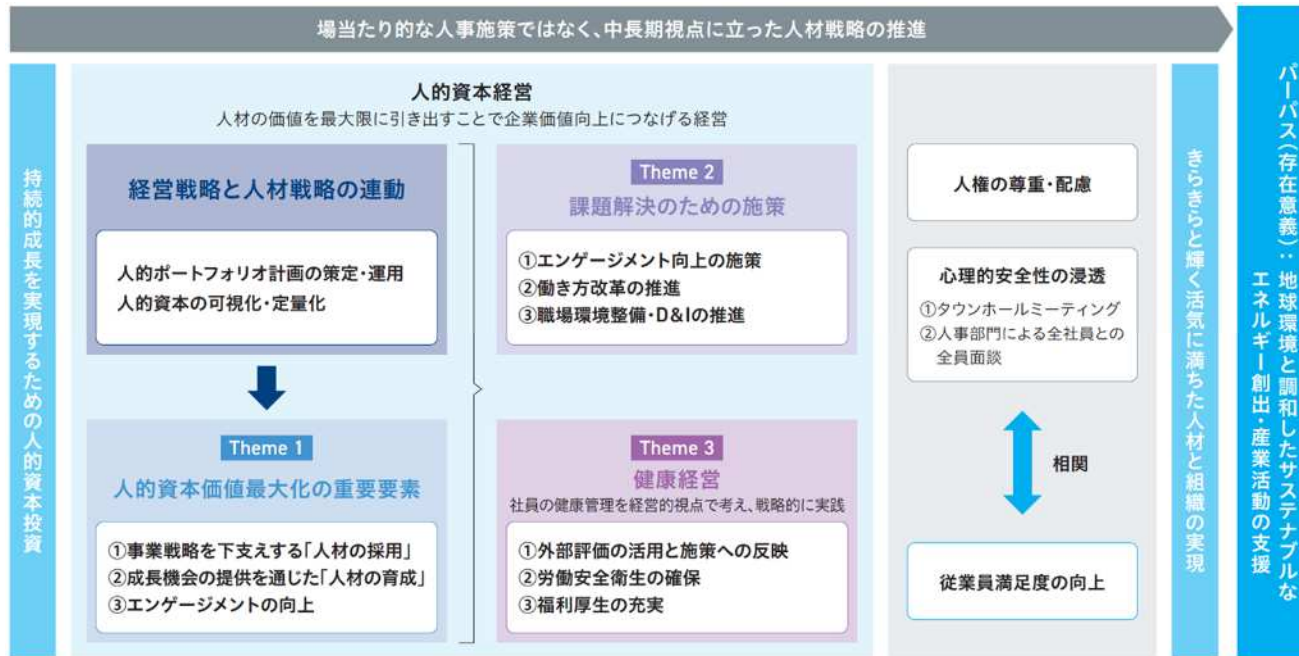 場当たり的な人事施策ではなく、中長期視点に立った人材戦略の推進
持続的成長を実現するための人的資本投資
人的資本経営
人材の価値を最大限に引き出すことで企業価値向上につなげる経営
経営戦略と人材戦略の連動
人的ポートフォリオ計画の策定・運用
人的資本の可視化・定量化
Theme 1
人的資本価値最大化の重要要素
①事業戦略を下支えする「人材の採用」
②成長機会の提供を通じた「人材の育成」
③エンゲージメントの向上
Theme 2
課題解決のための施策
①エンゲージメント向上の施策
②働き方改革の推進
③職場環境整備・D&Iの推進
Theme 3
健康経営
社員の健康管理を経営的視点で考え、戦略的に実践
①外部評価の活用と施策への反映
②労働安全衛生の確保
③福利厚生の充実
人権の尊重・配慮
心理的安全性の浸透
①タウンホールミーティング
②人事部門による全社員との
全員面談
相関
従業員満足度の向上
きらきらと輝く活気に満ちた人材と組織の実現
パーパス（存在意義）：地球環境と調和したサステナブルな
エネルギー創出・産業活動の支援